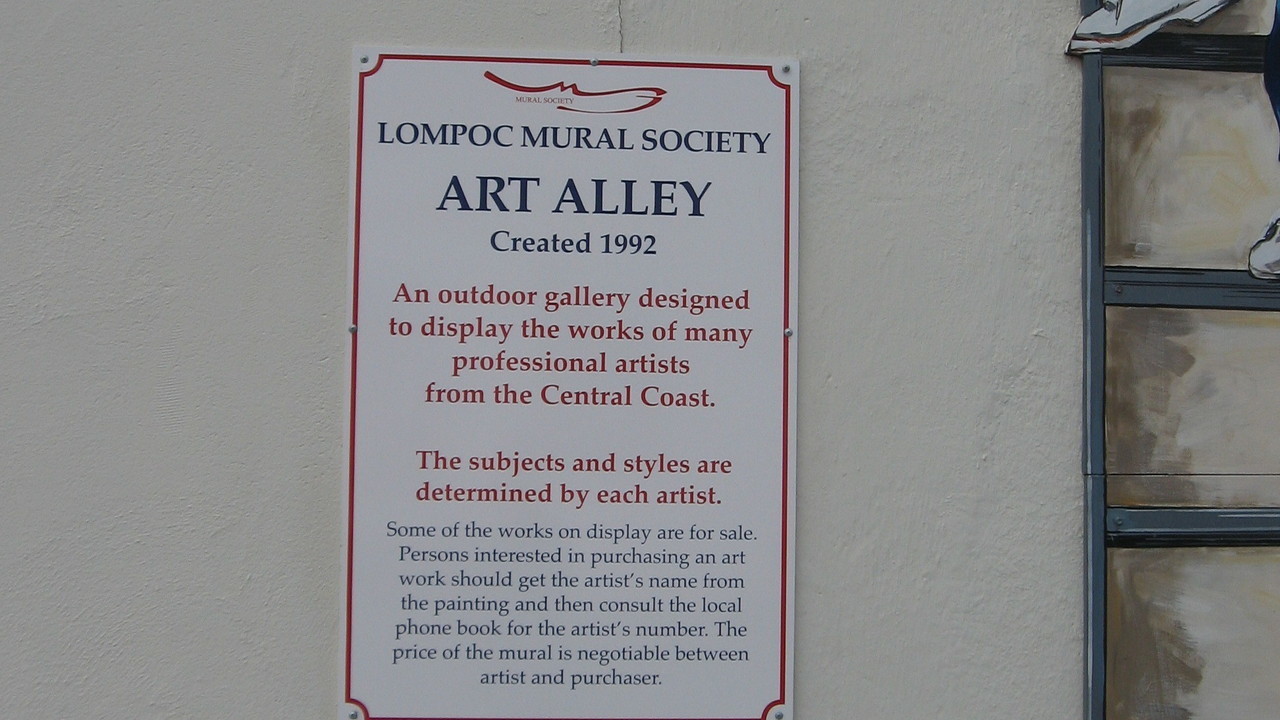 MURAL SOCIETY
LOMPOC MURAL SOCIETY
ART ALLEY
Created 1992
An outdoor gallery designed
to display the works of many
professional artists
from the Central Coast.
The subjects and styles are
determined by each artist.
Some of the works on display are for sale.
Persons interested in purchasing an art
work should get the artist's name from
the painting and then consult the local
phone book for the artist's number. The
price of the mural is negotiable between
artist and purchaser.